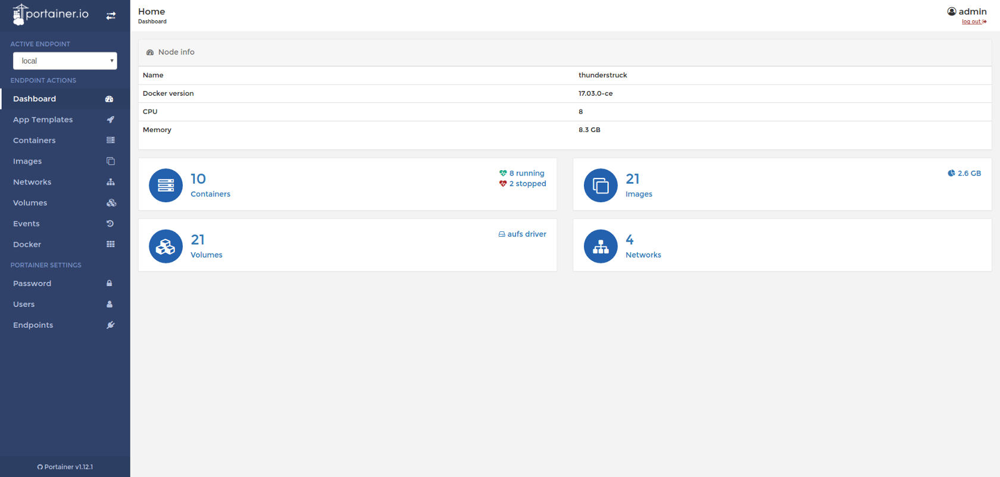 portainer.io
ACTIVE ENDPOINT
local
ENDPOINT ACTIONS
Dashboard
App Templates
Containers
Images
Networks
Volumes
Events
Docker
PORTAINER SETTINGS
Password
Users
Endpoints
Portainer v1.12.1
Home
Dashboard
admin
log out
Node info
Name thunderstruck
Docker version 17.03.0-ce
CPU 8
Memory 8.3 GB
10
Containers
8 running
2 stopped
21
Images
2.6 GB
21
Volumes
aufs driver
4
Networks